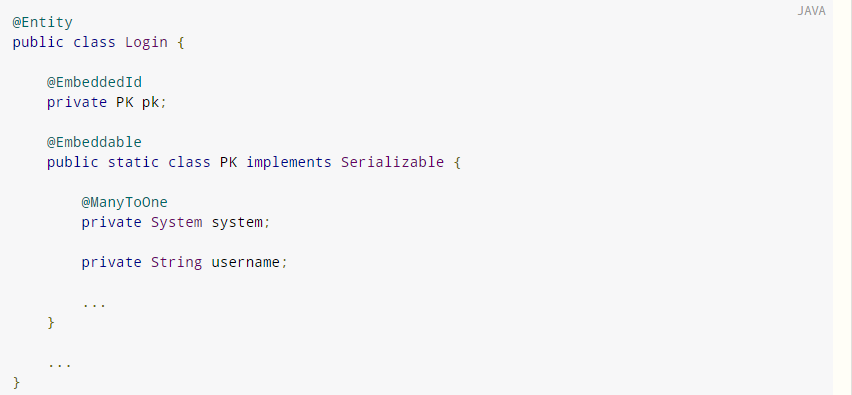 JAVA
@Entity
public class Login {
@EmbeddedId
private PK pk;
@Embeddable
public static class PK implements Serializable {
@ManyToOne
private System system;
private String username;
...
}
...
}